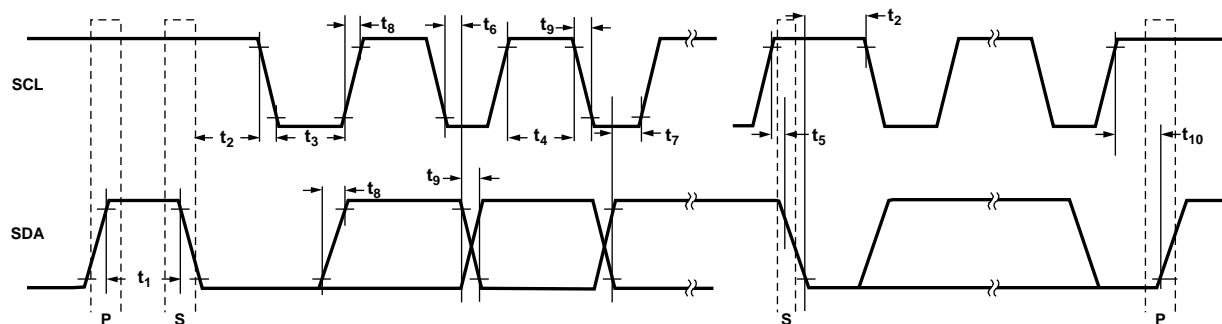 t8 t6 t9 t2
SCL
t2 t3 t4 t7 t5 t10
t9 t8
SDA
t1
P S S P